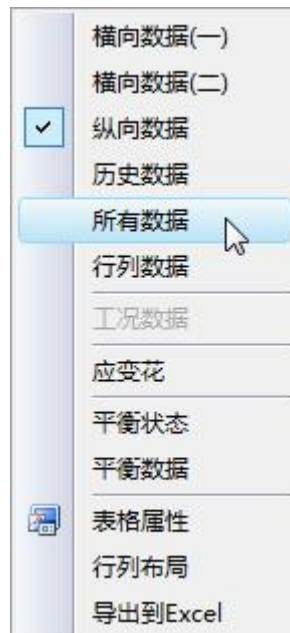 横向数据(一)
横向数据(二)
纵向数据
历史数据
所有数据
行列数据
工况数据
应变花
平衡状态
平衡数据
表格属性
行列布局
导出到Excel